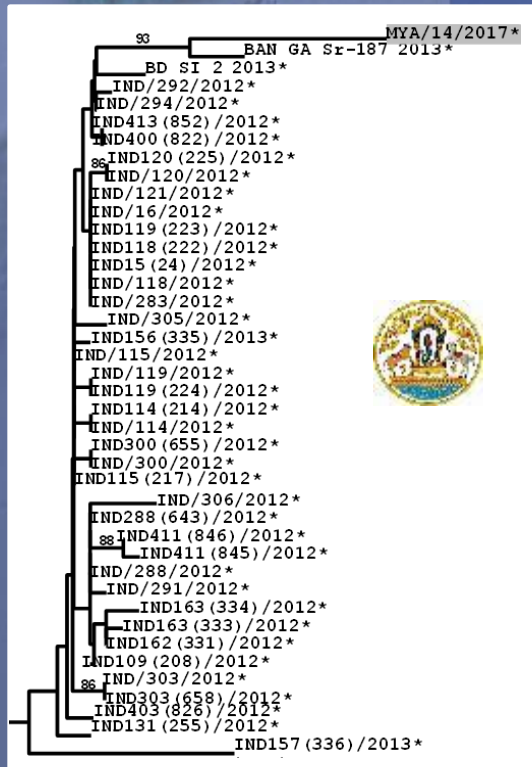 93
MYA/14/2017*
BAN GA Sr-187 2013*
BD SI 2 2013*
IND/292/2012*
IND/294/2012*
IND413(852)/2012*
IND400(822)/2012*
86
IND120(225)/2012*
IND/120/2012*
IND/121/2012*
IND/16/2012*
IND119(223)/2012*
IND118(222)/2012*
IND15(24)/2012*
IND/118/2012*
IND/283/2012*
IND/305/2012*
IND156(335)/2013*
IND/115/2012*
IND/119/2012*
IND119(224)/2012*
IND114(214)/2012*
IND/114/2012*
IND300(655)/2012*
IND/300/2012*
IND115(217)/2012*
IND/306/2012*
IND288(643)/2012*
88
IND411(846)/2012*
IND411(845)/2012*
IND/288/2012*
IND/291/2012*
IND163(334)/2012*
IND163(333)/2012*
IND162(331)/2012*
IND109(208)/2012*
86
IND/303/2012*
IND303(658)/2012*
IND403(826)/2012*
IND131(255)/2012*
IND157(336)/2013*